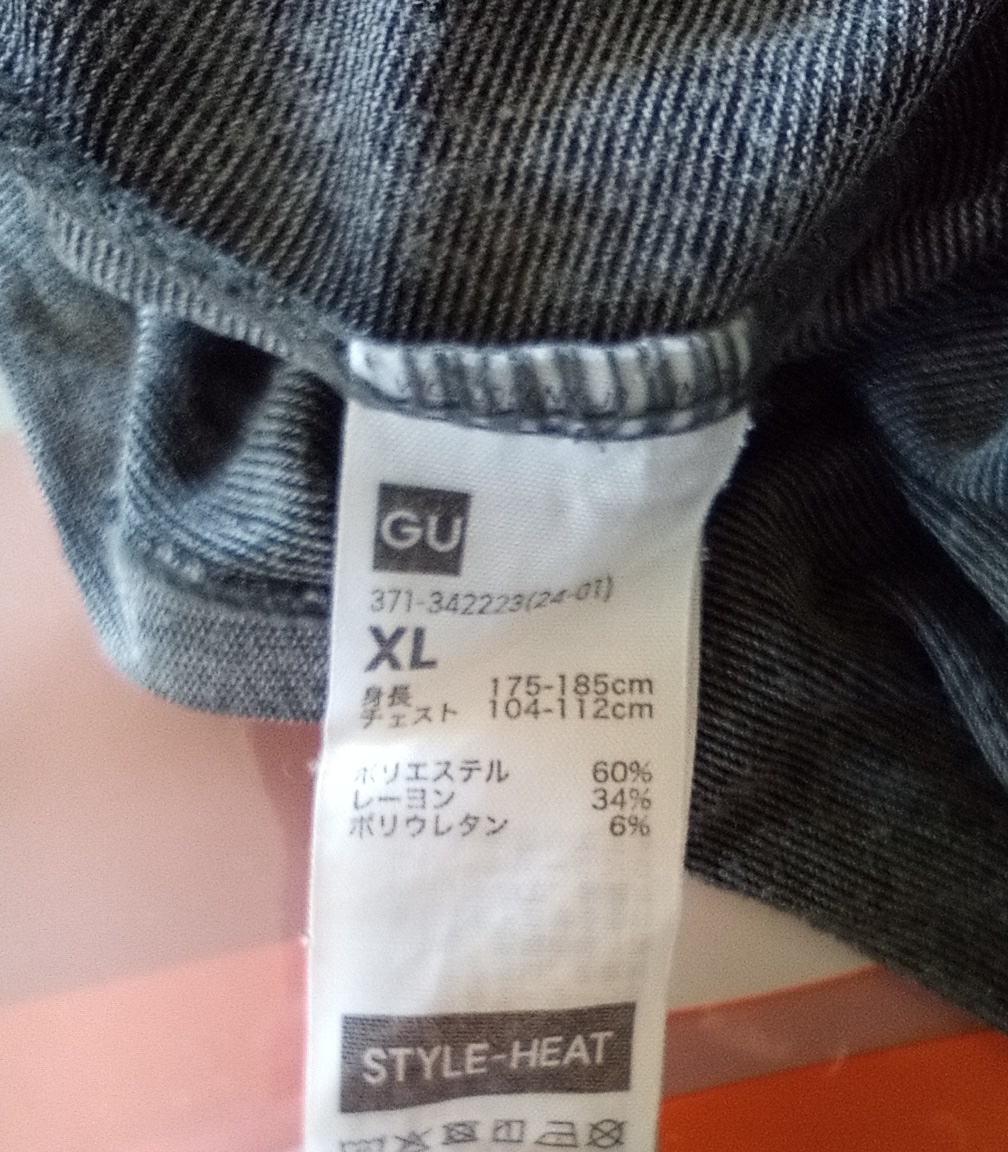 GU
371-342223(24-01)
XL
身長 175-185cm
チェスト 104-112cm
ポリエステル 60%
レーヨン 34%
ポリウレタン 6%
STYLE-HEAT